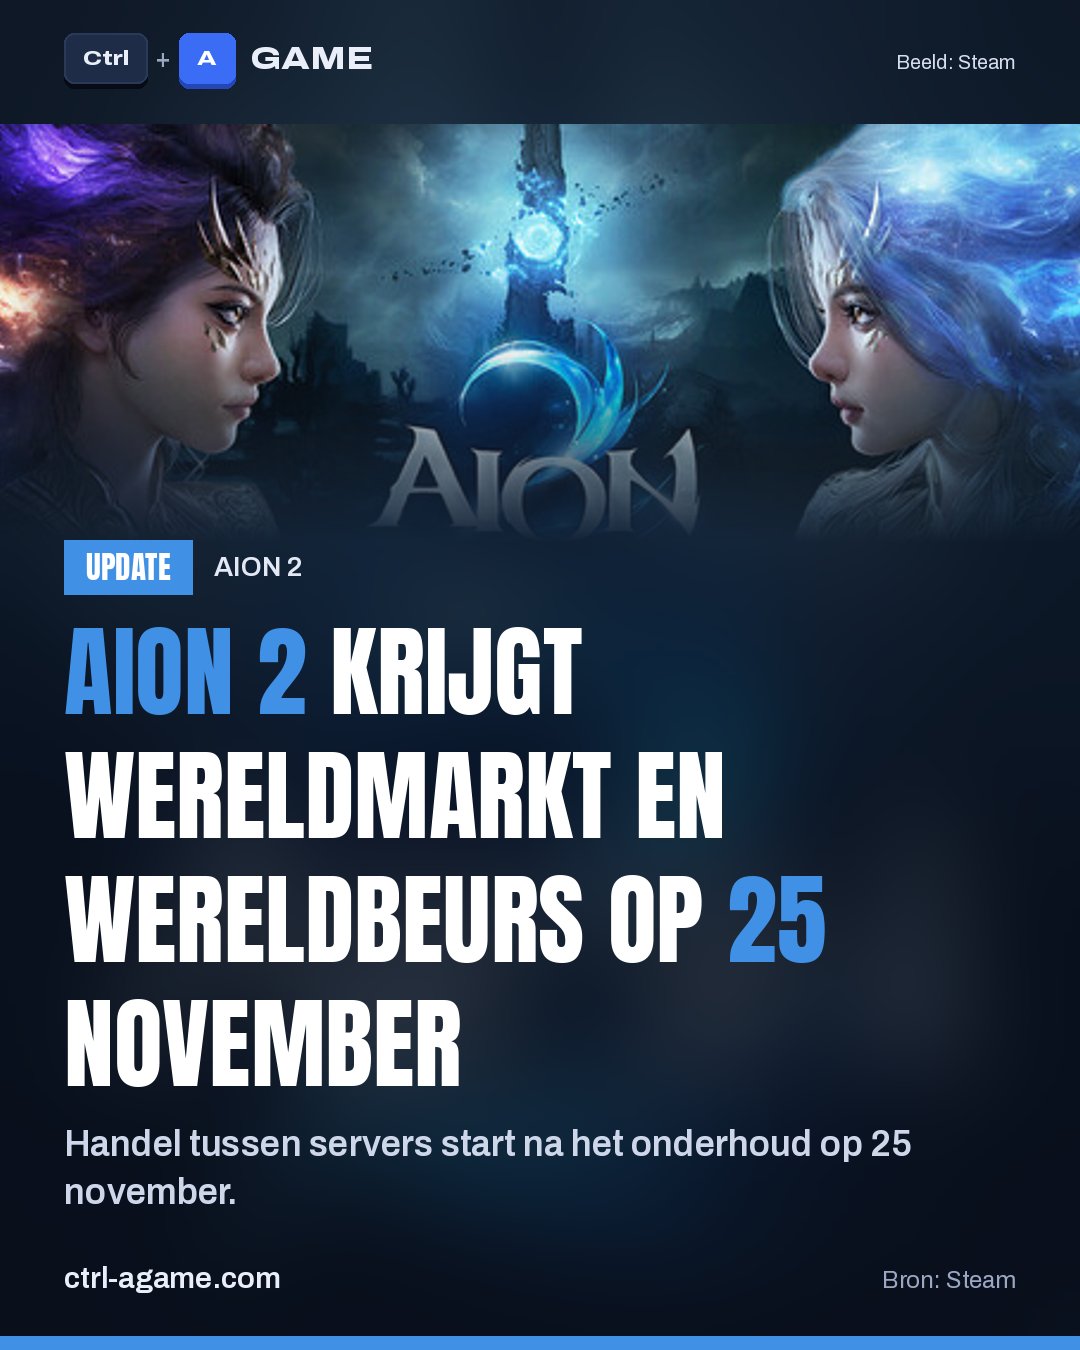 Ctrl + A GAME
Beeld: Steam
AION 2
UPDATE
AION 2
AION 2 KRIJGT
WERELDMARKT EN
WERELDBEURS OP 25
NOVEMBER
Handel tussen servers start na het onderhoud op 25
november.
ctrl-agame.com
Bron: Steam